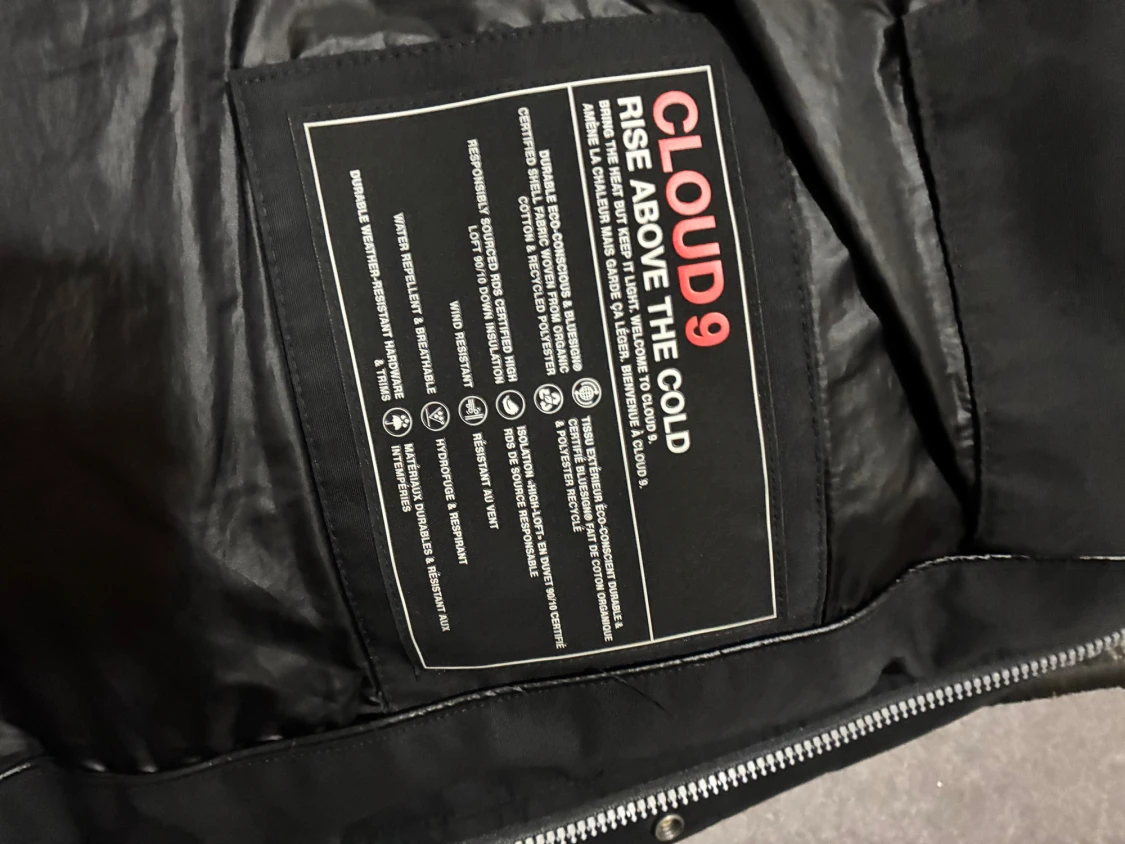 CLOUD 9
RISE ABOVE THE COLD
BRING THE HEAT BUT KEEP IT LIGHT. WELCOME TO CLOUD 9.
AMÈNE LA CHALEUR MAIS GARDE ÇA LÉGER. BIENVENUE À CLOUD 9.
DURABLE ECO-CONSCIOUS & BLUESIGN®
CERTIFIED SHELL FABRIC WOVEN FROM ORGANIC
COTTON & RECYCLED POLYESTER
TISSU EXTÉRIEUR ÉCO-CONSCIENT DURABLE &
CERTIFIÉ BLUESIGN® FAIT DE COTON ORGANIQUE
& POLYESTER RECYCLÉ
RESPONSIBLY SOURCED RDS CERTIFIED HIGH
LOFT 90/10 DOWN INSULATION
ISOLATION «HIGH-LOFT» EN DUVET 90/10 CERTIFIÉ
RDS DE SOURCE RESPONSABLE
WIND RESISTANT
RÉSISTANT AU VENT
WATER REPELLENT & BREATHABLE
HYDROFUGE & RESPIRANT
DURABLE WEATHER-RESISTANT HARDWARE
& TRIMS
MATÉRIAUX DURABLES & RÉSISTANT AUX
INTEMPÉRIES